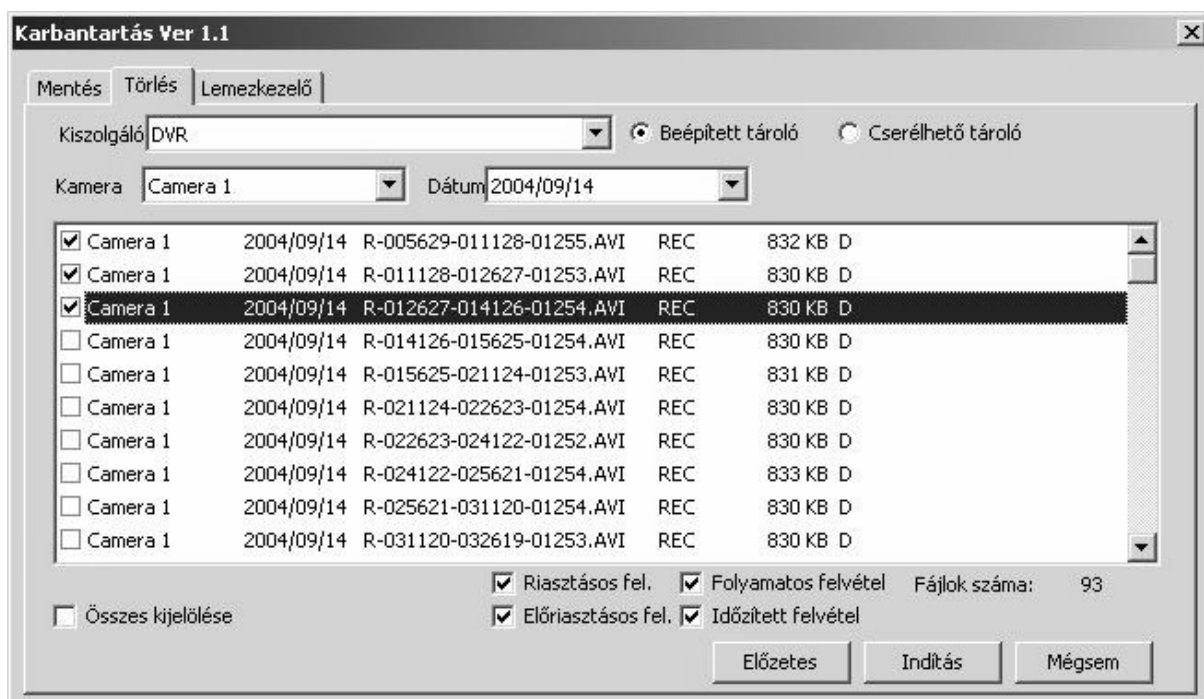 Karbantartás Ver 1.1
Mentés Törlés Lemezkezelő
Kiszolgáló DVR Beépített tároló Cserélhető tároló
Kamera Camera 1 Dátum 2004/09/14
Camera 1 2004/09/14 R-005629-011128-01255.AVI REC 832 KB D
Camera 1 2004/09/14 R-011128-012627-01253.AVI REC 830 KB D
Camera 1 2004/09/14 R-012627-014126-01254.AVI REC 830 KB D
Camera 1 2004/09/14 R-014126-015625-01254.AVI REC 830 KB D
Camera 1 2004/09/14 R-015625-021124-01253.AVI REC 831 KB D
Camera 1 2004/09/14 R-021124-022623-01254.AVI REC 830 KB D
Camera 1 2004/09/14 R-022623-024122-01252.AVI REC 830 KB D
Camera 1 2004/09/14 R-024122-025621-01254.AVI REC 833 KB D
Camera 1 2004/09/14 R-025621-031120-01254.AVI REC 830 KB D
Camera 1 2004/09/14 R-031120-032619-01253.AVI REC 830 KB D
Riasztásos fel. Folyamatos felvétel Fájlok száma: 93
Összes kijelölése Előriasztásos fel. Időzített felvétel
Előzetes Indítás Mégsem